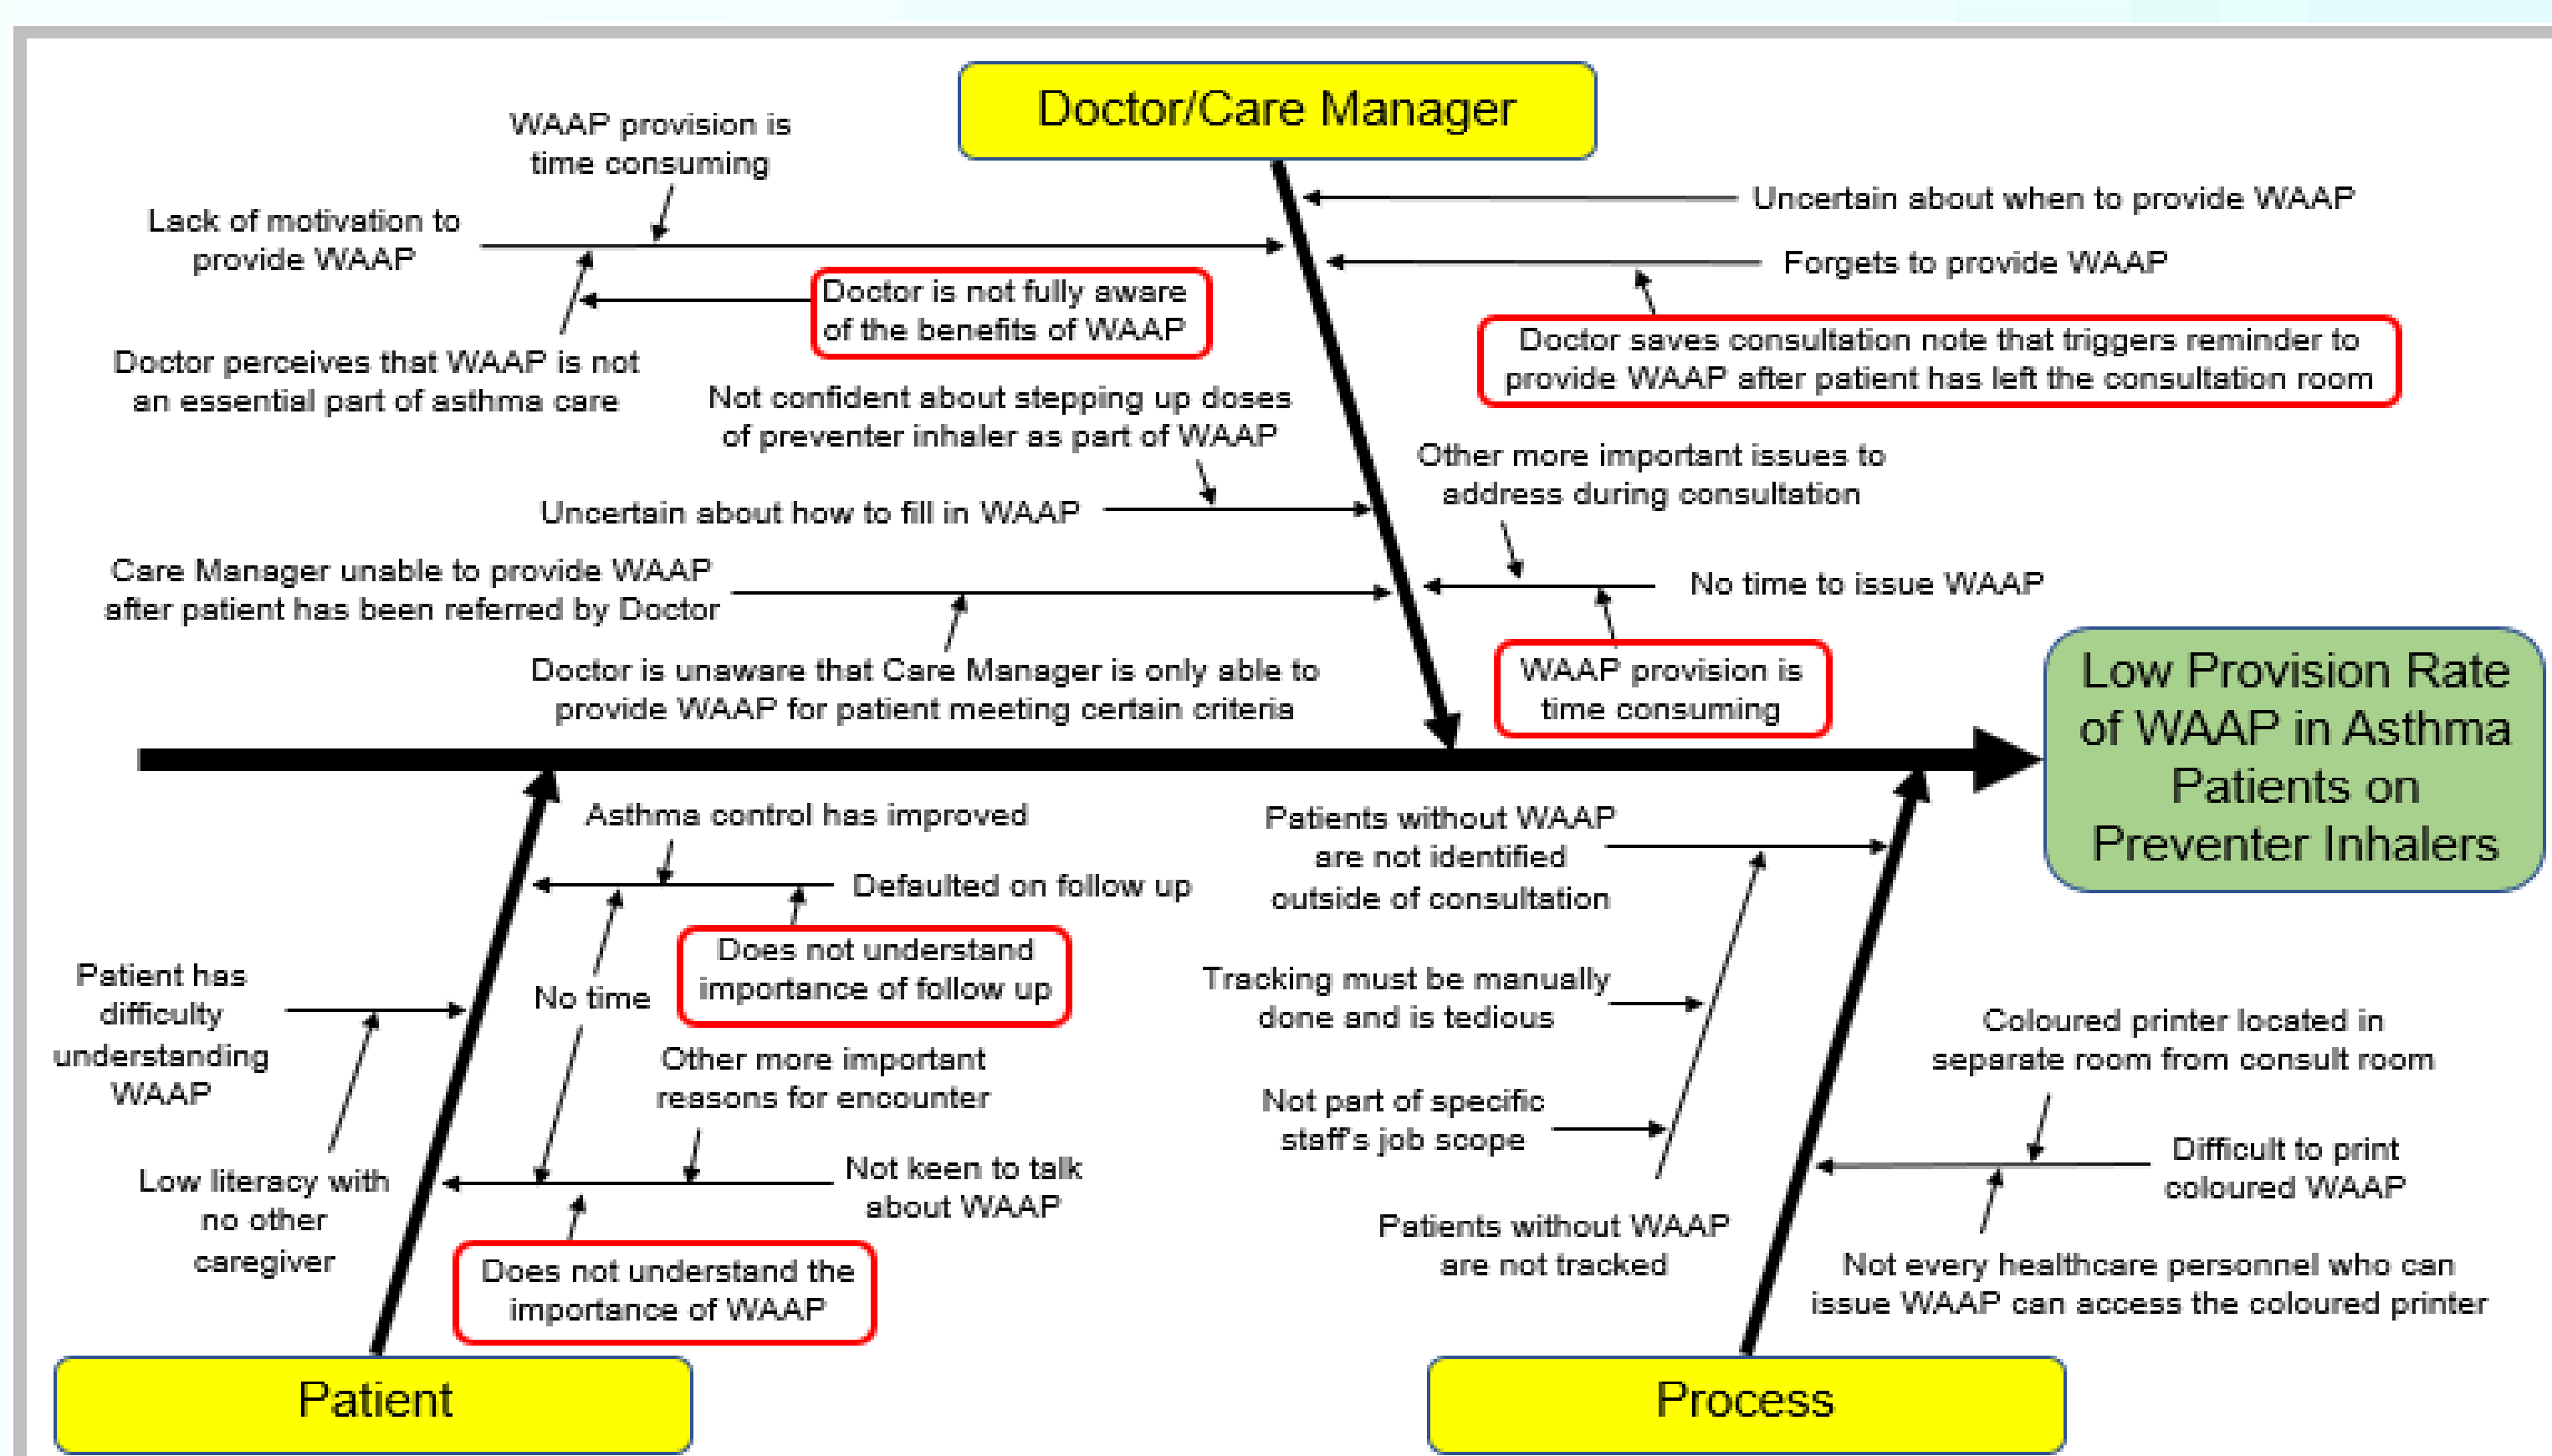 Doctor/Care Manager
WAAP provision is
time consuming
Lack of motivation to
provide WAAP
Doctor is not fully aware
of the benefits of WAAP
Doctor perceives that WAAP is not
an essential part of asthma care
Not confident about stepping up doses
of preventer inhaler as part of WAAP
Uncertain about how to fill in WAAP
Care Manager unable to provide WAAP
after patient has been referred by Doctor
Doctor is unaware that Care Manager is only able to
provide WAAP for patient meeting certain criteria
Uncertain about when to provide WAAP
Forgets to provide WAAP
Doctor saves consultation note that triggers reminder to
provide WAAP after patient has left the consultation room
Other more important issues to
address during consultation
No time to issue WAAP
WAAP provision is
time consuming
Low Provision Rate
of WAAP in Asthma
Patients on
Preventer Inhalers
Asthma control has improved
Defaulted on follow up
Does not understand
importance of follow up
Patient has
difficulty
understanding
WAAP
No time
Other more important
reasons for encounter
Low literacy with
no other
caregiver
Not keen to talk
about WAAP
Does not understand the
importance of WAAP
Patient
Patients without WAAP
are not identified
outside of consultation
Tracking must be manually
done and is tedious
Not part of specific
staff's job scope
Patients without WAAP
are not tracked
Coloured printer located in
separate room from consult room
Difficult to print
coloured WAAP
Not every healthcare personnel who can
issue WAAP can access the coloured printer
Process